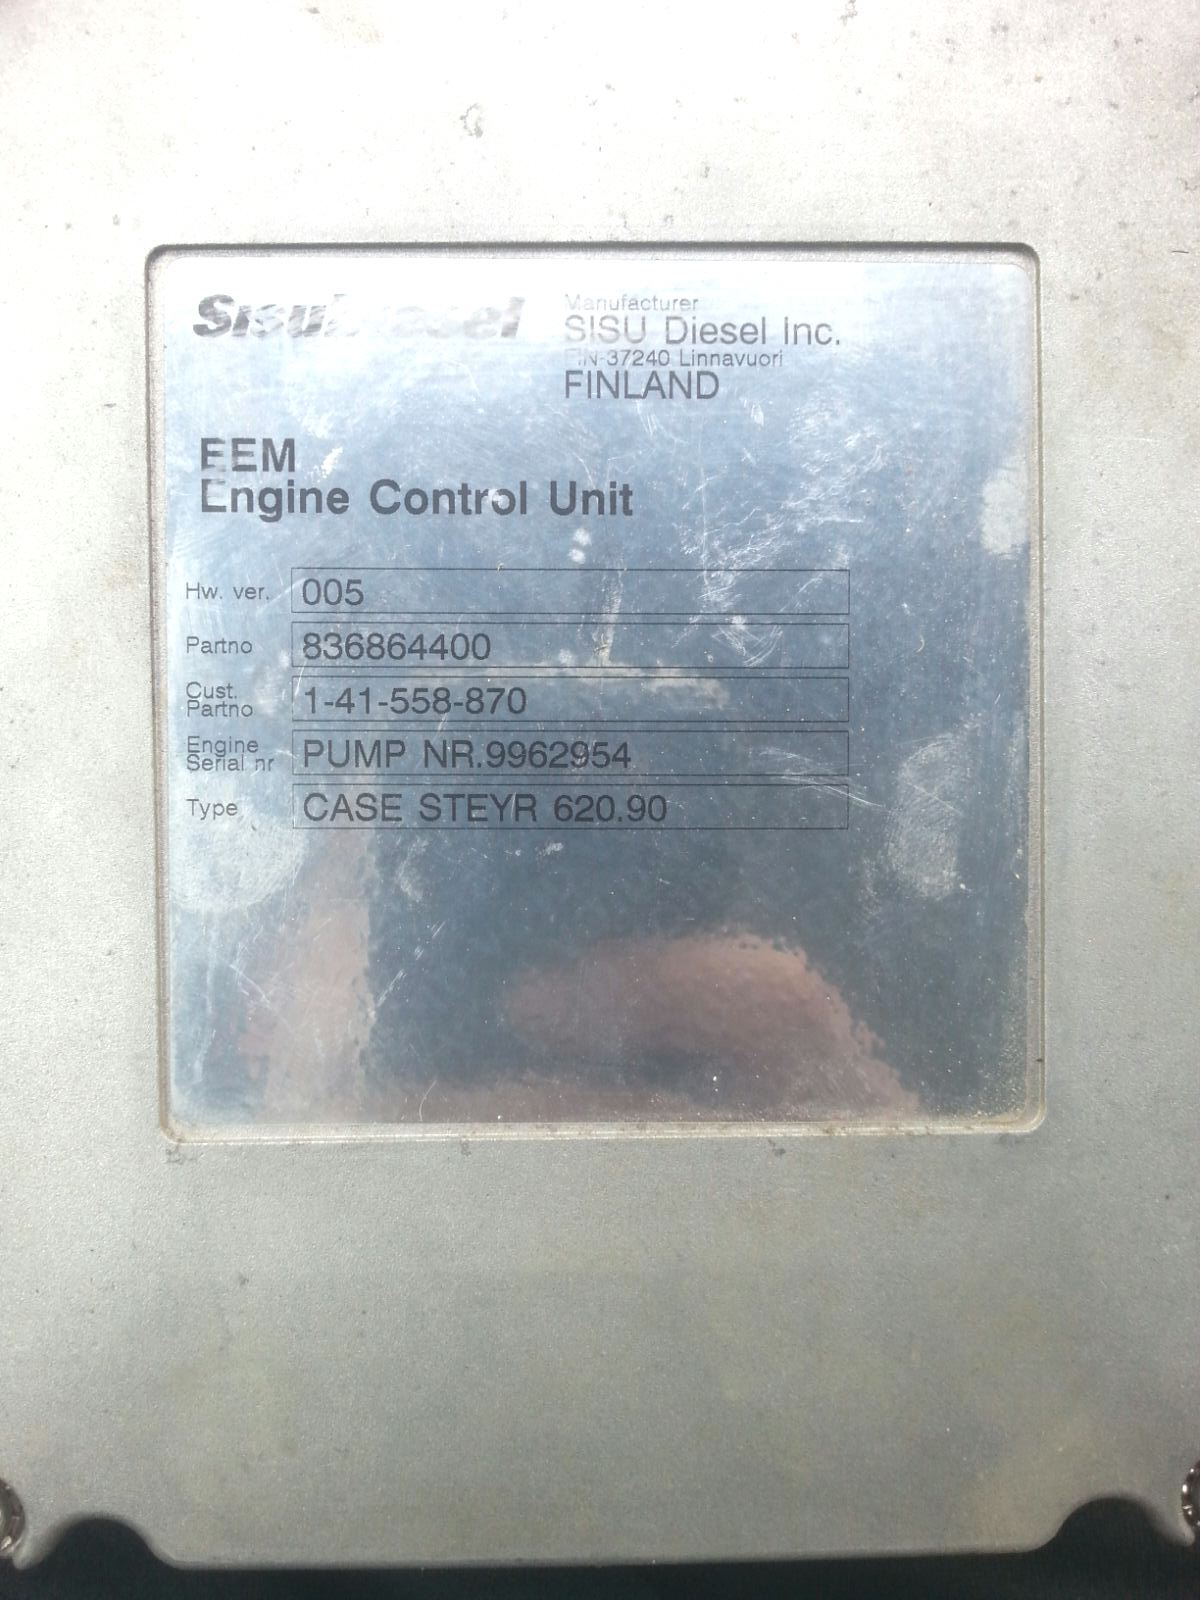 SisuDiesel
Manufacturer
SISU Diesel Inc.
FIN-37240 Linnavuori
FINLAND
EEM
Engine Control Unit
Hw. ver. 005
Partno 836864400
Cust. Partno 1-41-558-870
Engine Serial nr PUMP NR.9962954
Type CASE STEYR 620.90